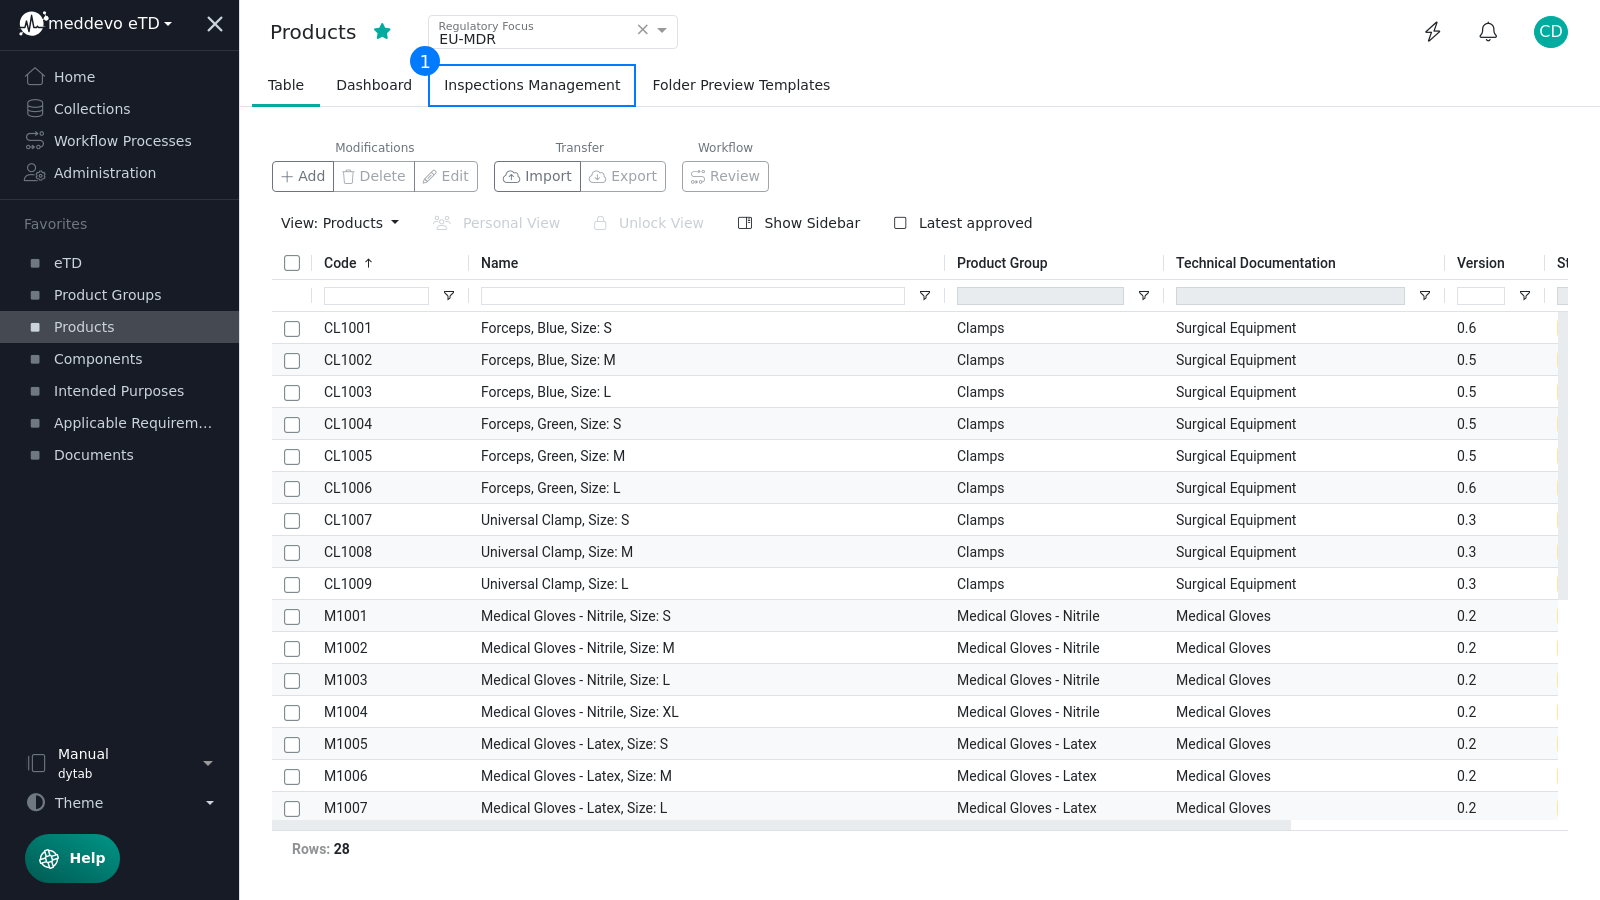 meddevo eTD
Home
Collections
Workflow Processes
Administration
Favorites
eTD
Product Groups
Products
Components
Intended Purposes
Applicable Requirem...
Documents
Manual
dytab
Theme
Help
Products
Regulatory Focus
EU-MDR
CD
1
Table Dashboard Inspections Management Folder Preview Templates
Modifications Transfer Workflow
Add Delete Edit Import Export Review
View: Products Personal View Unlock View Show Sidebar Latest approved
Code Name Product Group Technical Documentation Version
CL1001 Forceps, Blue, Size: S Clamps Surgical Equipment 0.6
CL1002 Forceps, Blue, Size: M Clamps Surgical Equipment 0.5
CL1003 Forceps, Blue, Size: L Clamps Surgical Equipment 0.5
CL1004 Forceps, Green, Size: S Clamps Surgical Equipment 0.5
CL1005 Forceps, Green, Size: M Clamps Surgical Equipment 0.5
CL1006 Forceps, Green, Size: L Clamps Surgical Equipment 0.6
CL1007 Universal Clamp, Size: S Clamps Surgical Equipment 0.3
CL1008 Universal Clamp, Size: M Clamps Surgical Equipment 0.3
CL1009 Universal Clamp, Size: L Clamps Surgical Equipment 0.3
M1001 Medical Gloves - Nitrile, Size: S Medical Gloves - Nitrile Medical Gloves 0.2
M1002 Medical Gloves - Nitrile, Size: M Medical Gloves - Nitrile Medical Gloves 0.2
M1003 Medical Gloves - Nitrile, Size: L Medical Gloves - Nitrile Medical Gloves 0.2
M1004 Medical Gloves - Nitrile, Size: XL Medical Gloves - Nitrile Medical Gloves 0.2
M1005 Medical Gloves - Latex, Size: S Medical Gloves - Latex Medical Gloves 0.2
M1006 Medical Gloves - Latex, Size: M Medical Gloves - Latex Medical Gloves 0.2
M1007 Medical Gloves - Latex, Size: L Medical Gloves - Latex Medical Gloves 0.2
Rows: 28